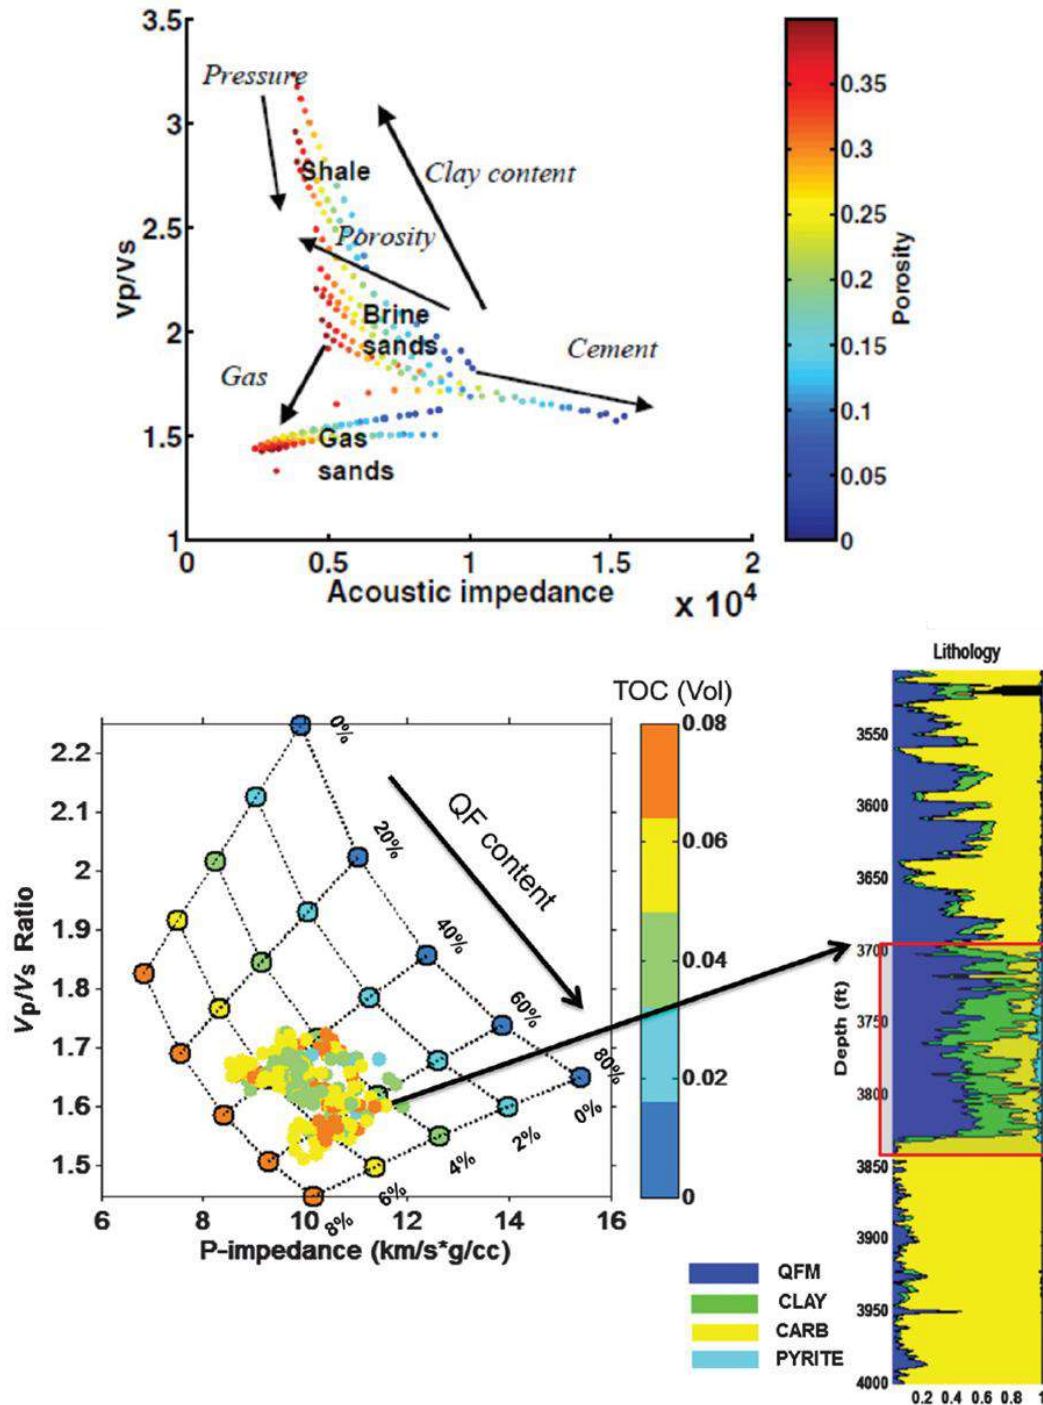 3.5
3
2.5
2
1.5
1
Vp/Vs
Pressure
Shale
Clay content
Porosity
Brine
sands
Cement
Gas
Gas
sands
0
0.5
1
1.5
2
Acoustic impedance
x 10⁴
0.35
0.3
0.25
0.2
0.15
0.1
0.05
0
Porosity
2.2
2.1
2
1.9
1.8
1.7
1.6
1.5
Vp/Vs Ratio
6
8
10
12
14
16
P-impedance (km/s*g/cc)
0%
20%
40%
60%
80%
0%
2%
4%
6%
8%
QF content
TOC (Vol)
0.08
0.06
0.04
0.02
0
Lithology
3550
3600
3650
3700
3750
3800
3850
3900
3950
4000
Depth (ft)
0.2 0.4 0.6 0.8 1
QFM
CLAY
CARB
PYRITE